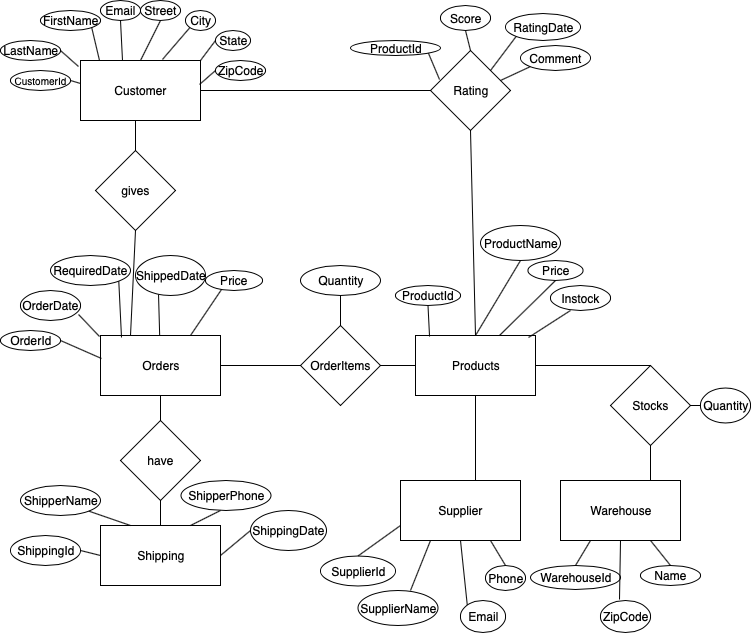 Email
Street
FirstName
City
Score
RatingDate
State
LastName
ProductId
Comment
ZipCode
CustomerId
Customer
Rating
gives
ProductName
RequiredDate
ShippedDate
Price
Quantity
Price
ProductId
Instock
OrderDate
OrderId
Orders
OrderItems
Products
Stocks
Quantity
have
ShipperName
ShipperPhone
Supplier
Warehouse
ShippingDate
ShippingId
Shipping
SupplierId
Phone
WarehouseId
Name
SupplierName
Email
ZipCode